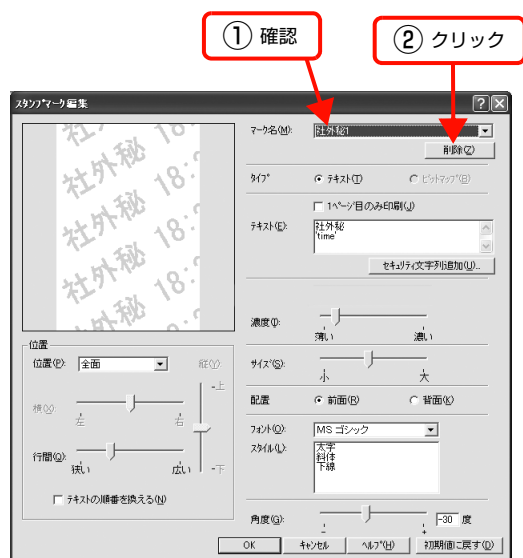 ① 確認
② クリック
スタンプマーク編集
マーク名(M):
社外秘1
削除(Z)
タイプ
テキスト(T)
ビットマップ(B)
1ページ目のみ印刷(J)
テキスト(E):
社外秘
'time'
セキュリティ文字列追加(U)...
濃度(I):
薄い
濃い
サイズ(S):
小
大
配置
前面(R)
背面(K)
フォント(O):
MS ゴシック
スタイル(L):
太字
斜体
下線
角度(G):
-
+
-30 度
社外秘 18:
社外秘 18:
社外秘 18:
社外秘 18:
位置
位置(P):
全面
縦(Y)
-上
横(X):
左
右
行間(Q):
狭い
広い
-下
テキストの順番を換える(N)
OK
キャンセル
ヘルプ(H)
初期値に戻す(D)